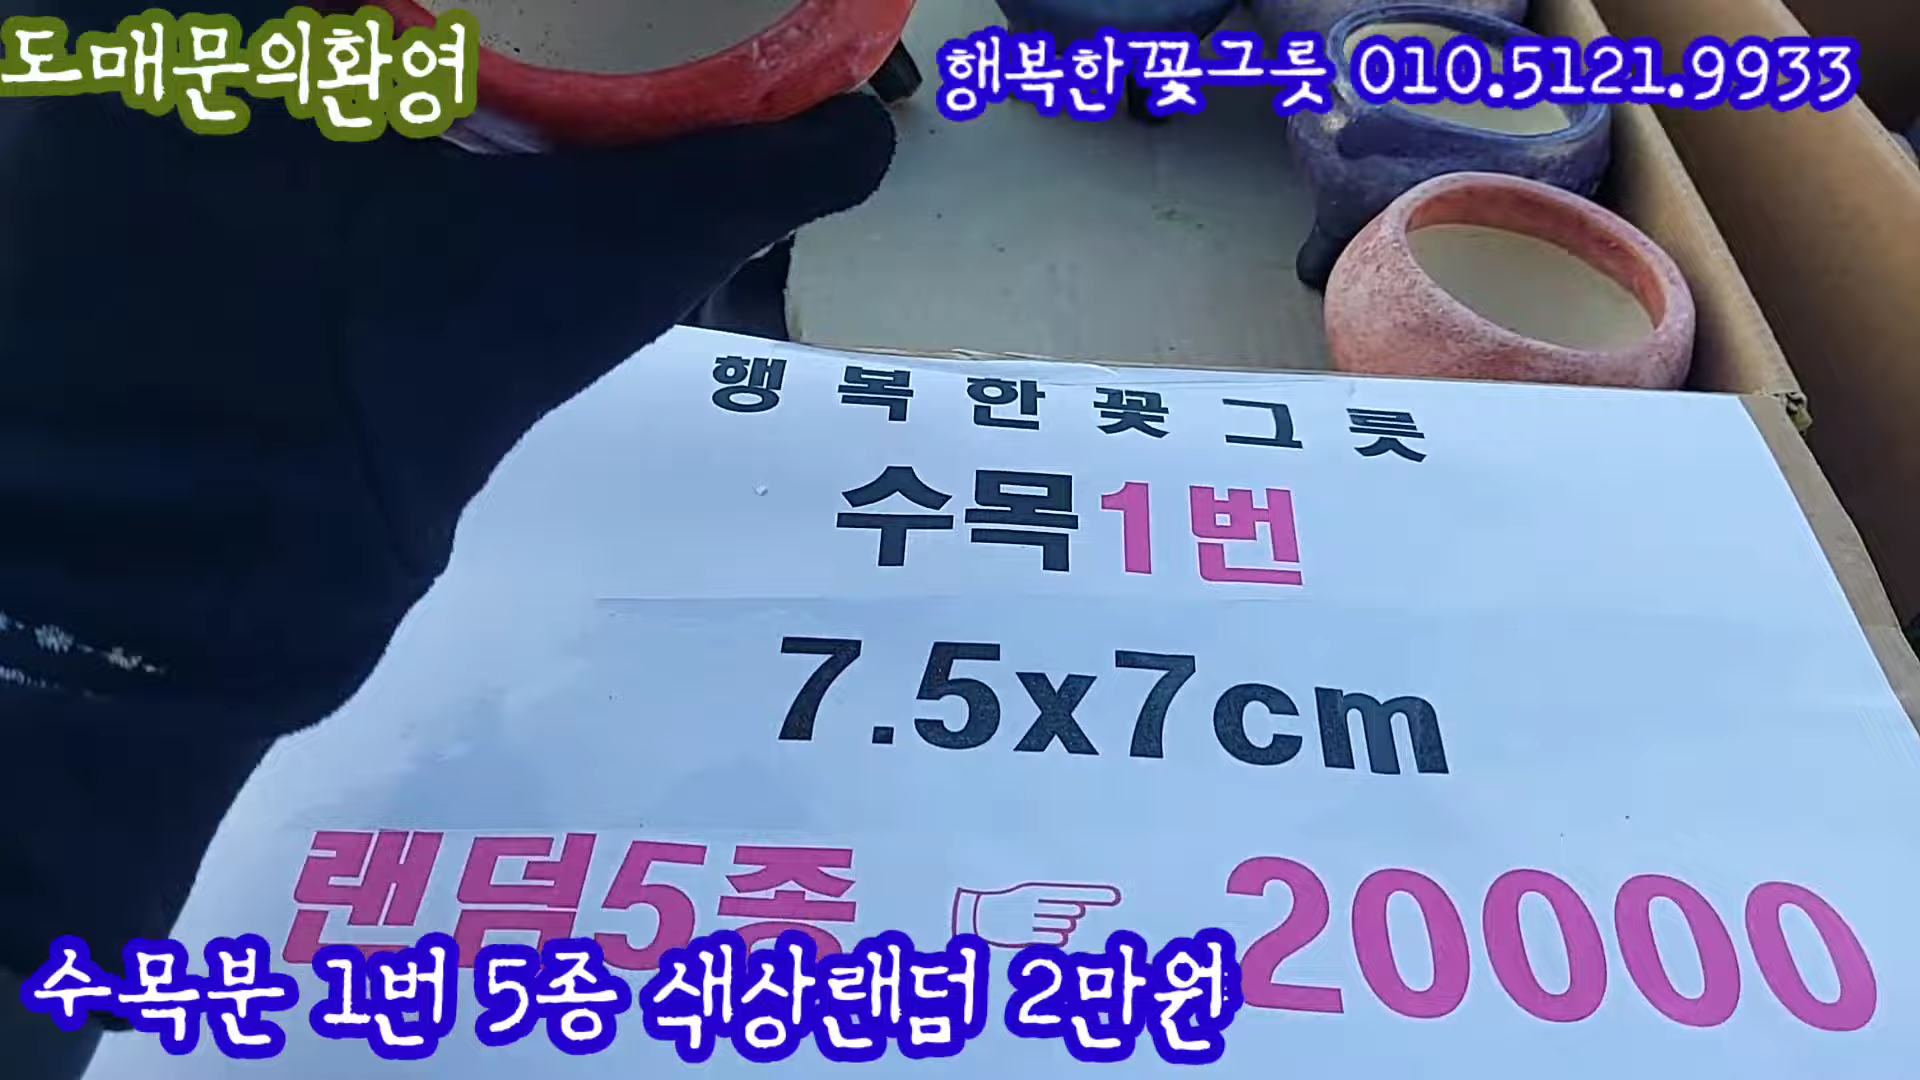 도매문의환영
행복한꽃그릇 010.5121.9933
행복한꽃그릇
수목1번
7.5x7cm
랜덤5종 ☞ 20000
수목분 1번 5종 색상랜덤 2만원